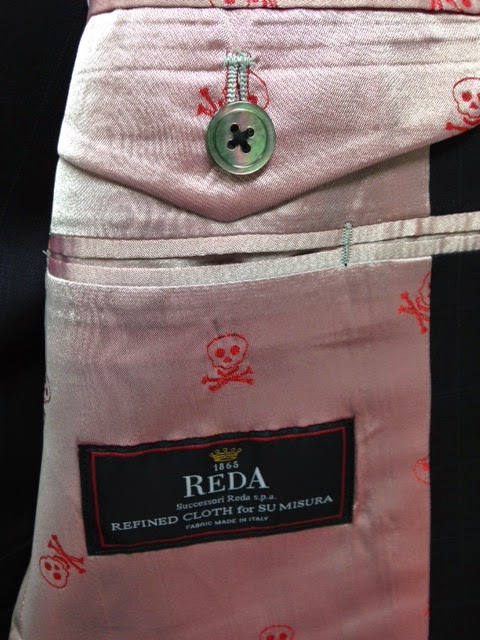 1865
REDA
Successori Reda s.p.a.
REFINED CLOTH for SU MISURA
FABRIC MADE IN ITALY